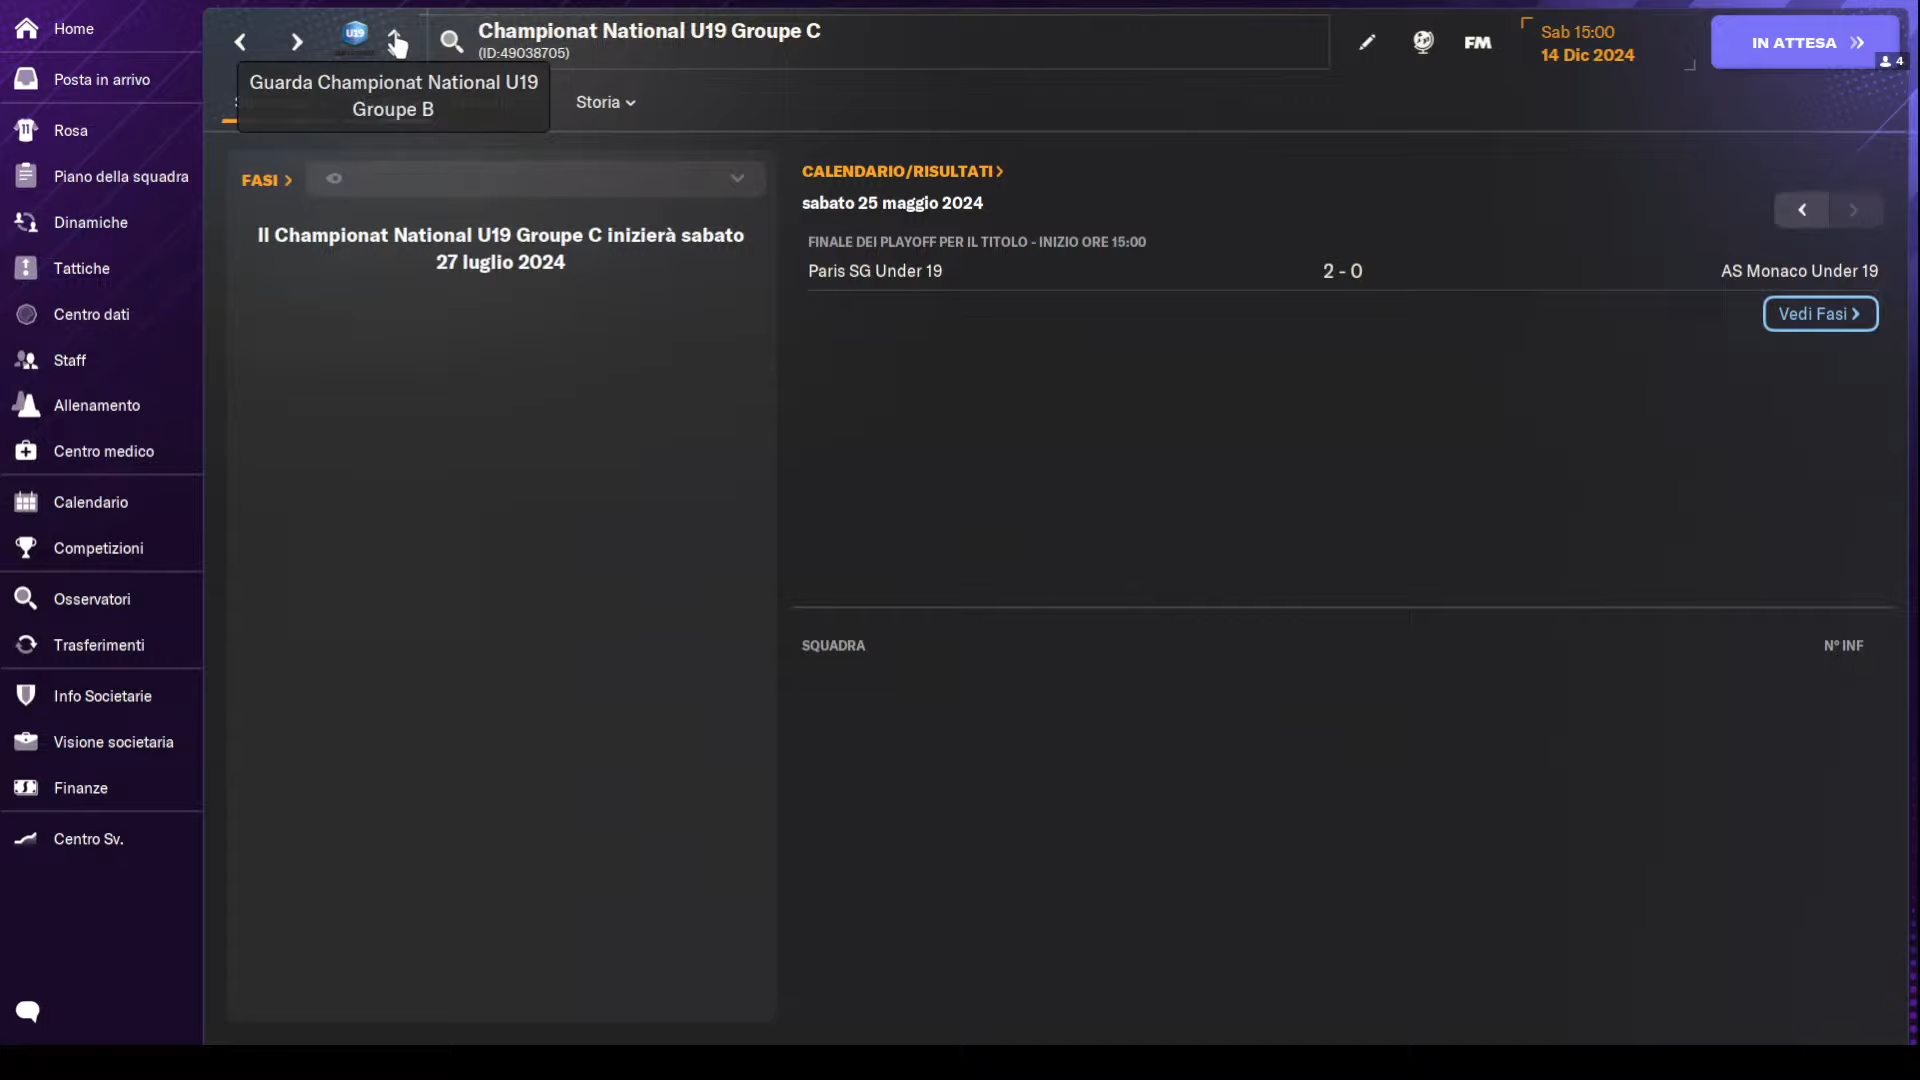 Home
Posta in arrivo
Rosa
Piano della squadra
Dinamiche
Tattiche
Centro dati
Staff
Allenamento
Centro medico
Calendario
Competizioni
Osservatori
Trasferimenti
Info Societarie
Visione societaria
Finanze
Centro Sv.
U19
Championat National U19 Groupe C
(ID:49038705)
FM
Sab 15:00
14 Dic 2024
IN ATTESA
4
Guarda Championat National U19
Groupe B
Storia
FASI
Il Championat National U19 Groupe C inizierà sabato
27 luglio 2024
CALENDARIO/RISULTATI
sabato 25 maggio 2024
FINALE DEI PLAYOFF PER IL TITOLO - INIZIO ORE 15:00
Paris SG Under 19 2 - 0 AS Monaco Under 19
Vedi Fasi
SQUADRA N° INF